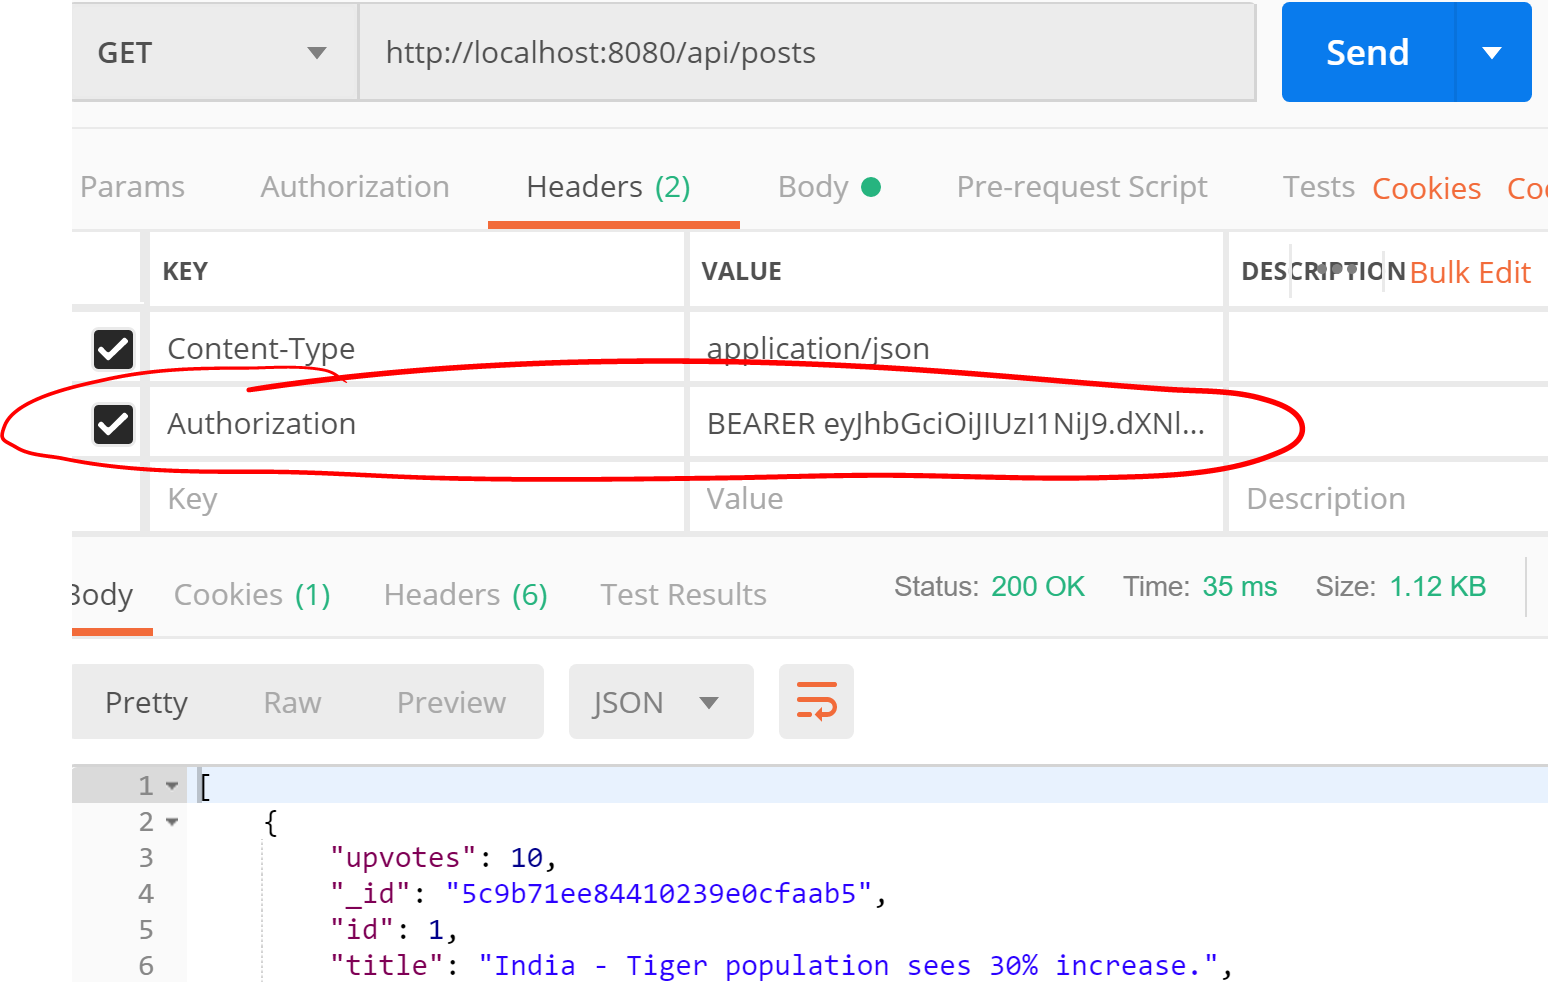 GET http://localhost:8080/api/posts Send
Params Authorization Headers (2) Body Pre-request Script Tests Cookies Coo
KEY VALUE DESCRIPTION Bulk Edit
Content-Type application/json
Authorization BEARER eyJhbGciOiJIUzI1NiJ9.dXNl...
Key Value Description
Body Cookies (1) Headers (6) Test Results Status: 200 OK Time: 35 ms Size: 1.12 KB
Pretty Raw Preview JSON
1 [
2 {
3 "upvotes": 10,
4 "_id": "5c9b71ee84410239e0cfaab5",
5 "id": 1,
6 "title": "India - Tiger population sees 30% increase.",